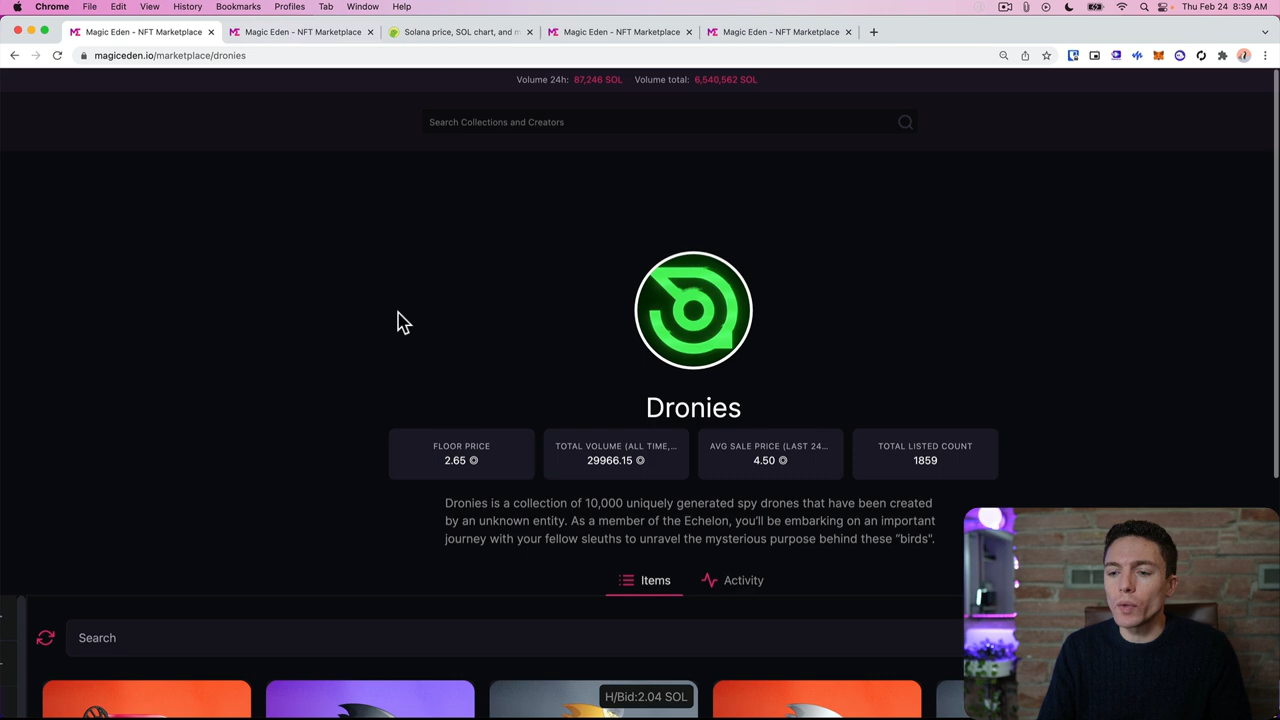 Chrome File Edit View History Bookmarks Profiles Tab Window Help Thu Feb 24 8:39 AM
Magic Eden - NFT Marketplace Magic Eden - NFT Marketplace Solana price, SOL chart, and m Magic Eden - NFT Marketplace Magic Eden - NFT Marketplace
magiceden.io/marketplace/dronies
Volume 24h: 87,246 SOL Volume total: 6,540,562 SOL
Search Collections and Creators
Dronies
FLOOR PRICE TOTAL VOLUME (ALL TIME,... AVG SALE PRICE (LAST 24... TOTAL LISTED COUNT
2.65 29966.15 4.50 1859
Dronies is a collection of 10,000 uniquely generated spy drones that have been created
by an unknown entity. As a member of the Echelon, you'll be embarking on an important
journey with your fellow sleuths to unravel the mysterious purpose behind these "birds".
Items Activity
Search
H/Bid:2.04 SOL